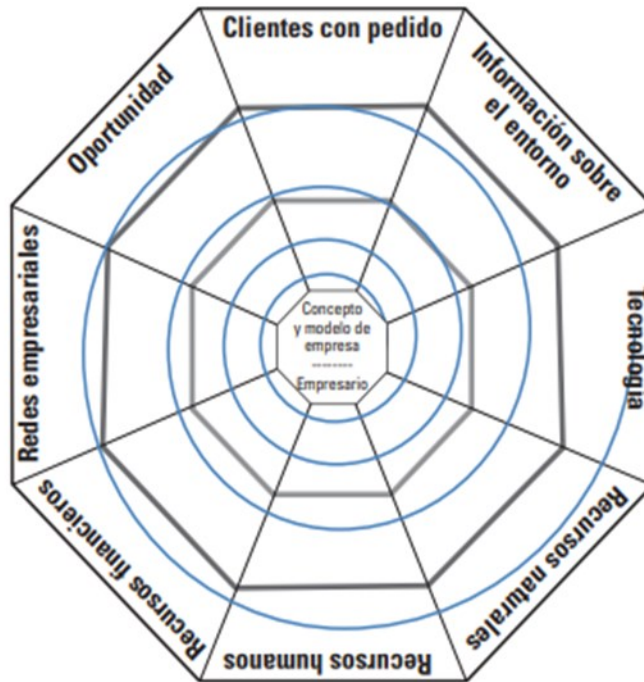 Clientes con pedido
Información sobre
el entorno
Tecnología
Recursos naturales
Recursos humanos
Recursos financieros
Redes empresariales
Oportunidad
Concepto
y modelo de
empresa
--------
Empresario